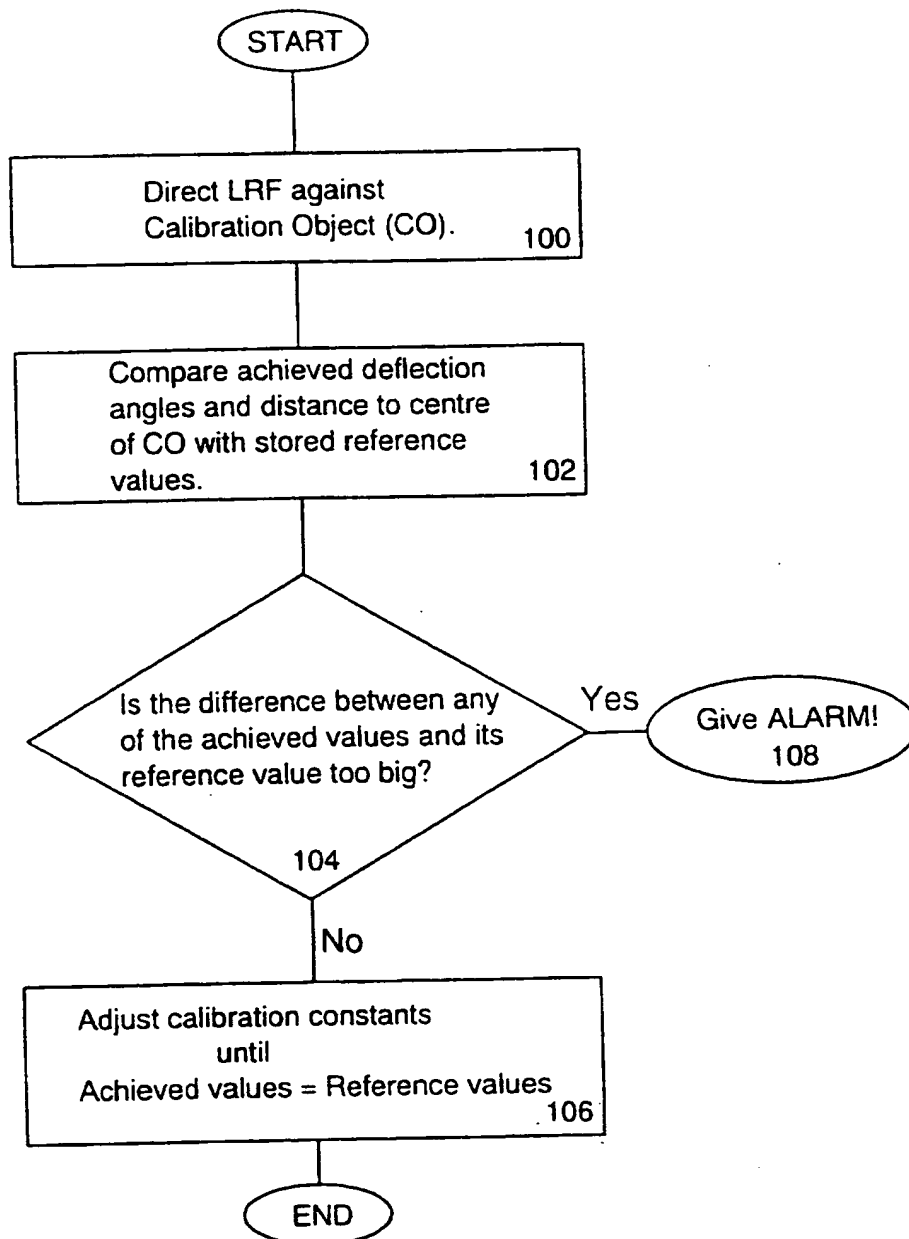 START
Direct LRF against
Calibration Object (CO).
100
Compare achieved deflection
angles and distance to centre
of CO with stored reference
values.
102
Is the difference between any
of the achieved values and its
reference value too big?
104
Yes
Give ALARM!
108
No
Adjust calibration constants
until
Achieved values = Reference values
106
END